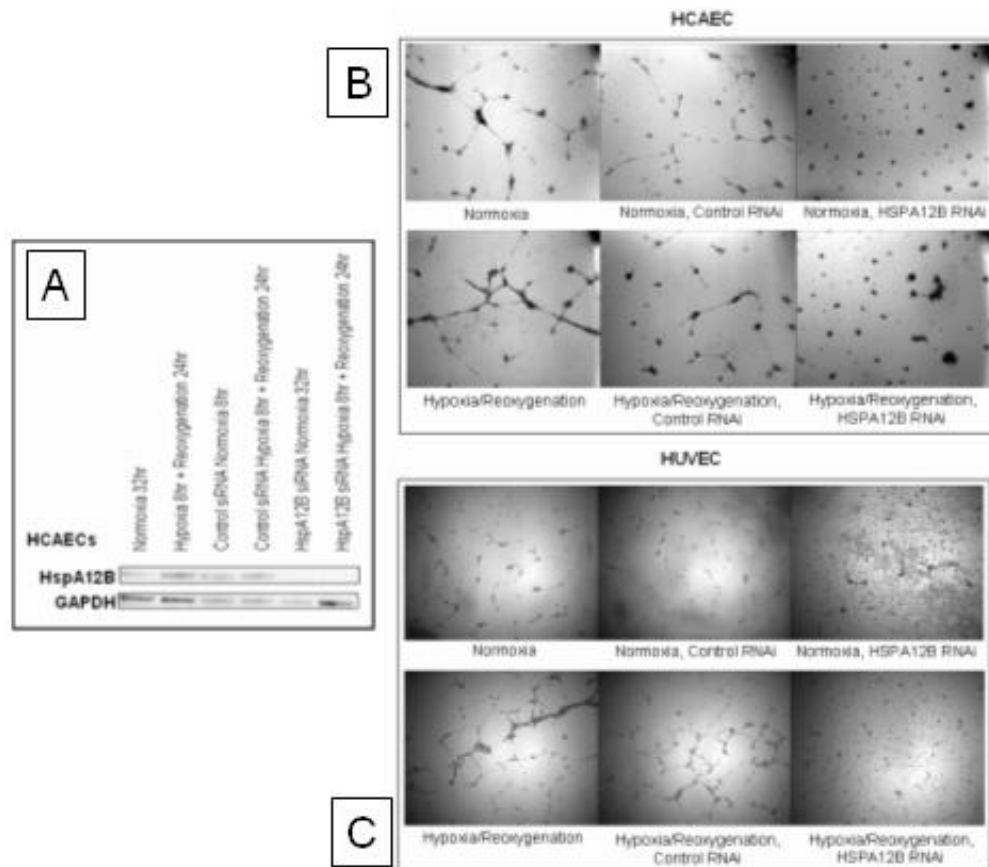 HCAEC
B
Normoxia
Normoxia, Control RNAi
Normoxia, HSPA12B RNAi
Hypoxia/Reoxygenation
Hypoxia/Reoxygenation,
Control RNAi
Hypoxia/Reoxygenation,
HSPA12B RNAi
A
Normoxia 32hr
Hypoxia 8hr + Reoxygenation 24hr
Control siRNA Normoxia 8hr
Control siRNA Hypoxia 8hr + Reoxygenation 24hr
HspA12B siRNA Normoxia 32hr
HspA12B siRNA Hypoxia 8hr + Reoxygenation 24hr
HCAECs
HspA12B
GAPDH
HUVEC
Normoxia
Normoxia, Control RNAi
Normoxia, HSPA12B RNAi
C
Hypoxia/Reoxygenation
Hypoxia/Reoxygenation,
Control RNAi
Hypoxia/Reoxygenation,
HSPA12B RNAi